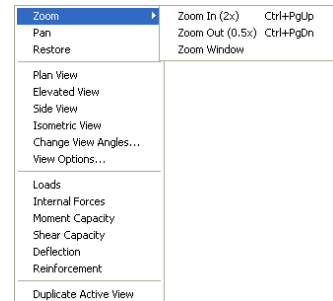 Zoom
Zoom In (2x) Ctrl+PgUp
Pan
Zoom Out (0.5x) Ctrl+PgDn
Restore
Zoom Window
Plan View
Elevated View
Side View
Isometric View
Change View Angles...
View Options...
Loads
Internal Forces
Moment Capacity
Shear Capacity
Deflection
Reinforcement
Duplicate Active View